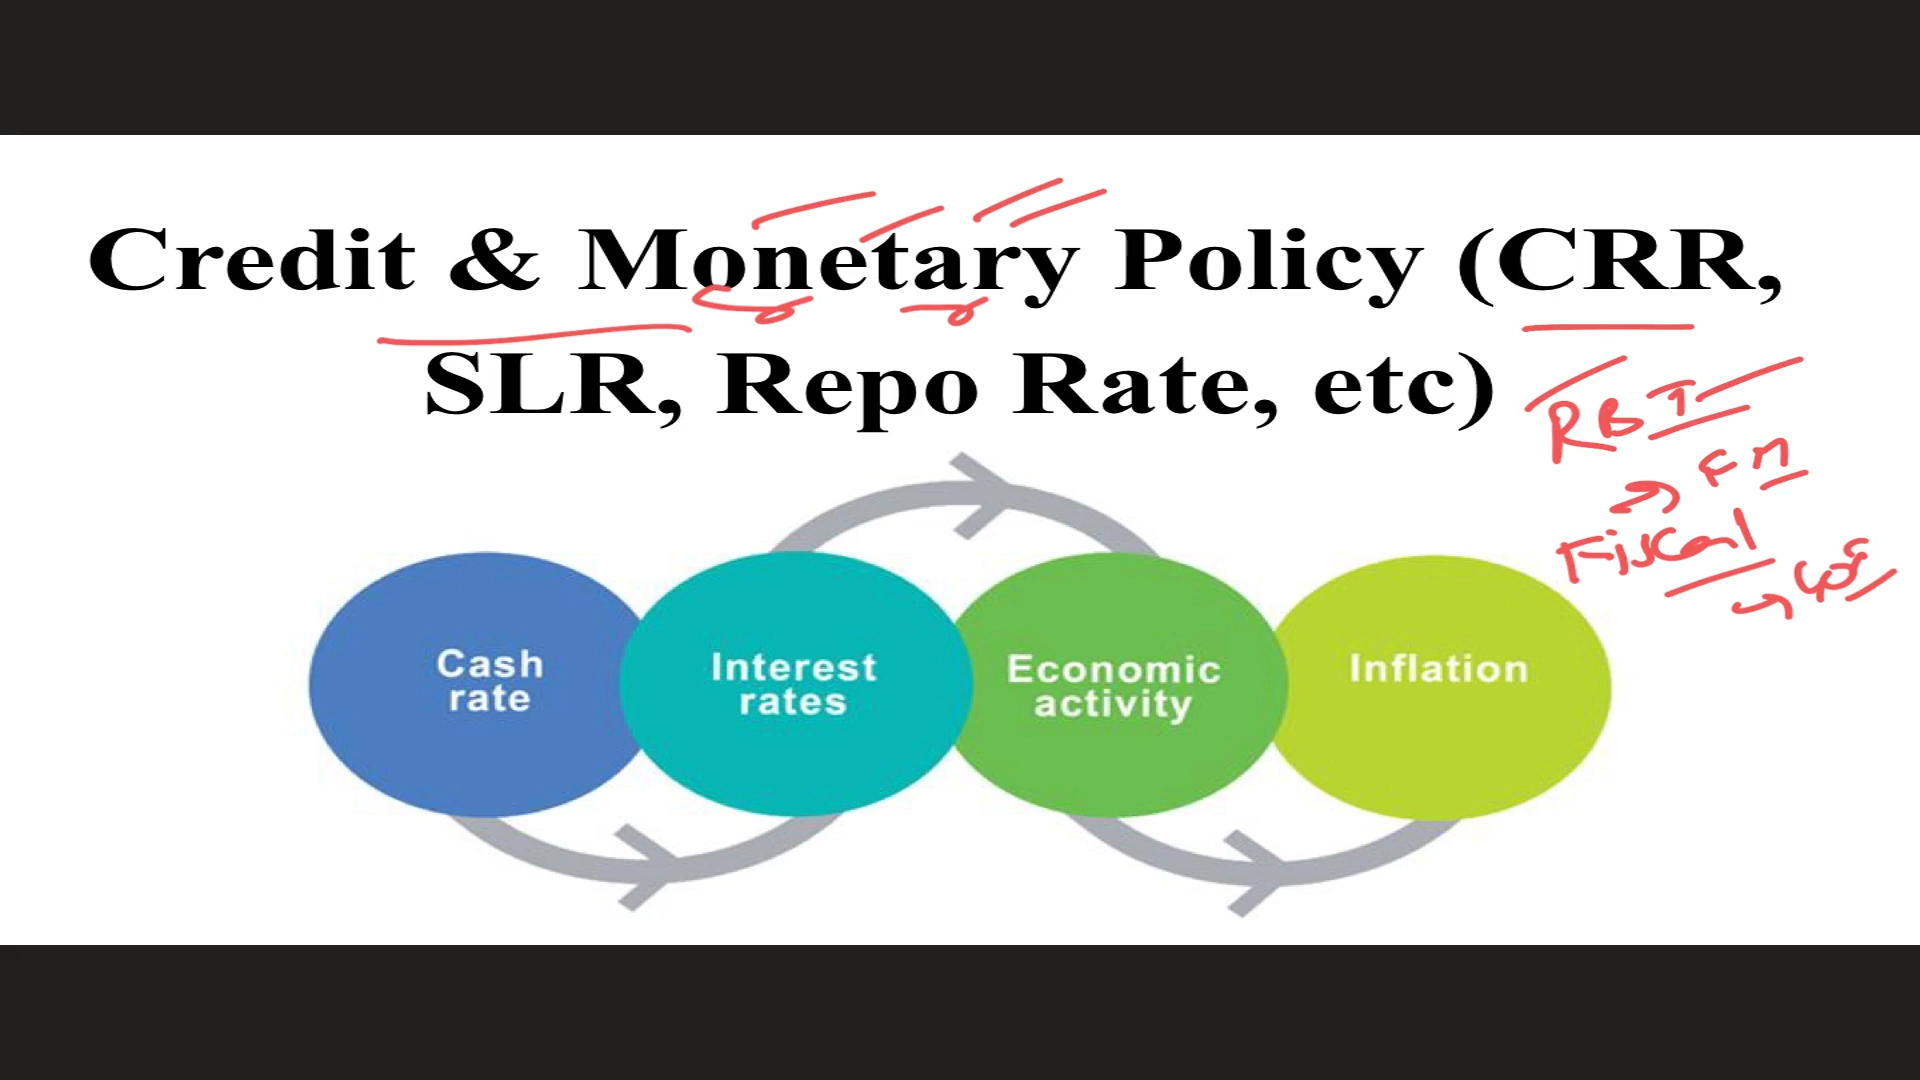 Credit & Monetary Policy (CRR,
SLR, Repo Rate, etc)
RBI
FM
Fiscal
Cash
rate
Interest
rates
Economic
activity
Inflation